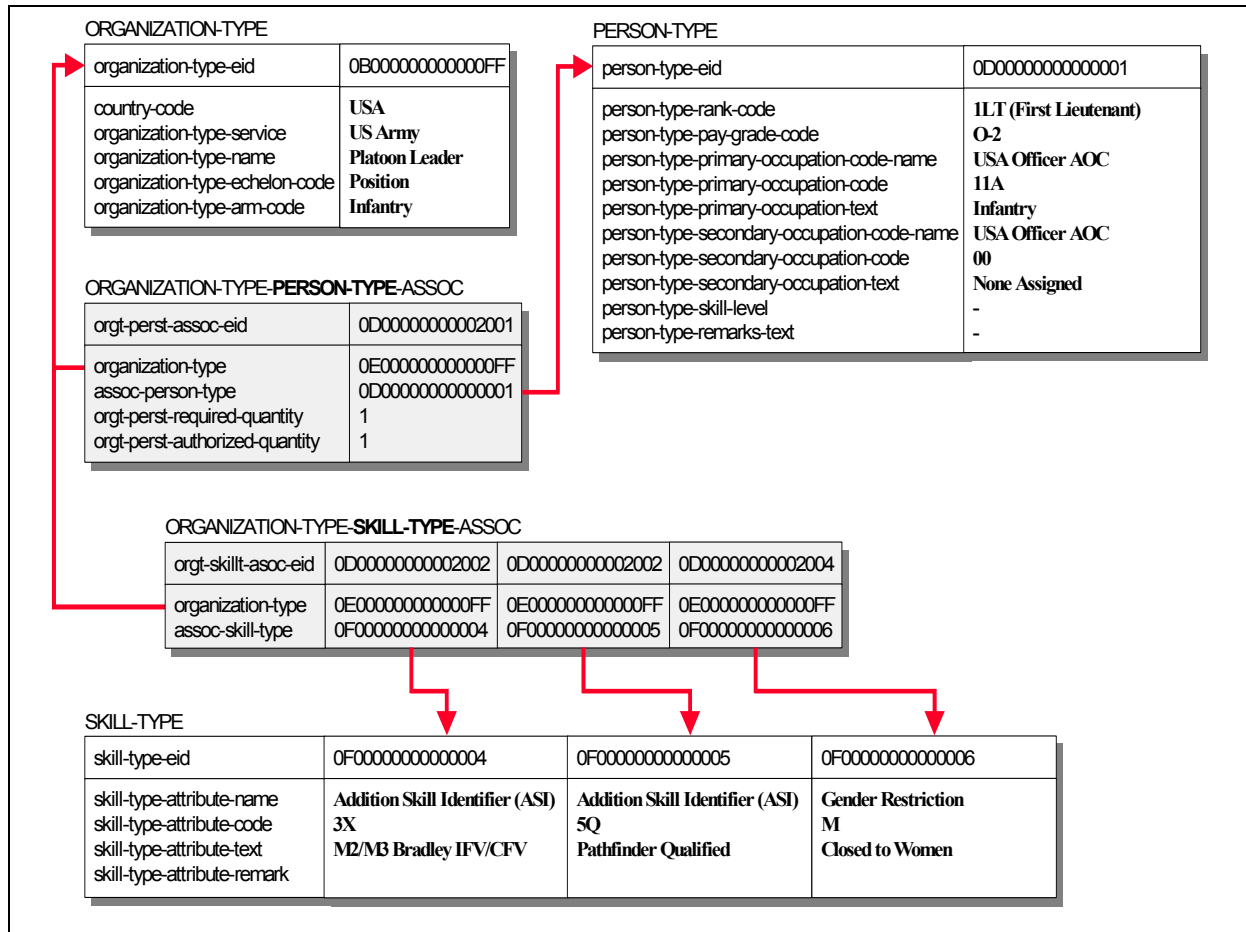 ORGANIZATION-TYPE
organization-type-eid 0B000000000000FF
country-code USA
organization-type-service US Army
organization-type-name Platoon Leader
organization-type-echelon-code Position
organization-type-arm-code Infantry
PERSON-TYPE
person-type-eid 0D00000000000001
person-type-rank-code 1LT (First Lieutenant)
person-type-pay-grade-code O-2
person-type-primary-occupation-code-name USA Officer AOC
person-type-primary-occupation-code 11A
person-type-primary-occupation-text Infantry
person-type-secondary-occupation-code-name USA Officer AOC
person-type-secondary-occupation-code 00
person-type-secondary-occupation-text None Assigned
person-type-skill-level -
person-type-remarks-text -
ORGANIZATION-TYPE-PERSON-TYPE-ASSOC
orgt-perst-assoc-eid 0D00000000002001
organization-type 0E000000000000FF
assoc-person-type 0D00000000000001
orgt-perst-required-quantity 1
orgt-perst-authorized-quantity 1
ORGANIZATION-TYPE-SKILL-TYPE-ASSOC
orgt-skillt-asoc-eid 0D00000000002002 0D00000000002002 0D00000000002004
organization-type 0E000000000000FF 0E000000000000FF 0E000000000000FF
assoc-skill-type 0F00000000000004 0F00000000000005 0F00000000000006
SKILL-TYPE
skill-type-eid 0F00000000000004 0F00000000000005 0F00000000000006
skill-type-attribute-name Addition Skill Identifier (ASI) Addition Skill Identifier (ASI) Gender Restriction
skill-type-attribute-code 3X 5Q M
skill-type-attribute-text M2/M3 Bradley IFV/CFV Pathfinder Qualified Closed to Women
skill-type-attribute-remark